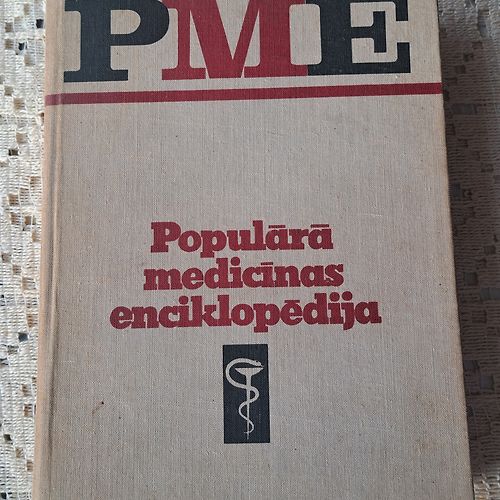 PME
Populārā
medicīnas
enciklopēdija